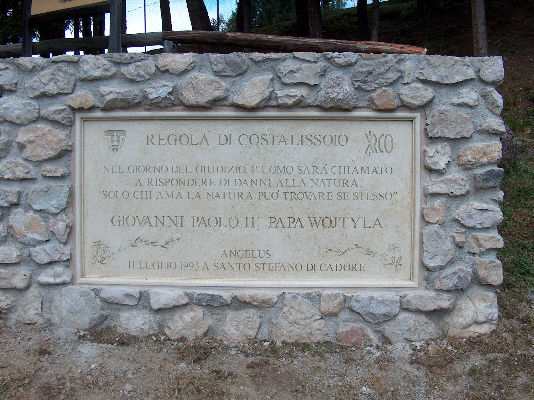 REGOLA DI COSTALISSOIO
NEL GIORNO DEL GIUDIZIO, L'UOMO SARÀ CHIAMATO
A RISPONDERE DI DANNI ALLA NATURA.
"SOLO CHI AMA LA NATURA, PUÓ TROVARE SE STESSO"
GIOVANNI PAOLO II° PAPA WOJTYLA
ANGELUS
11 LUGLIO 1993 A SANTO STEFANO DI CADORE